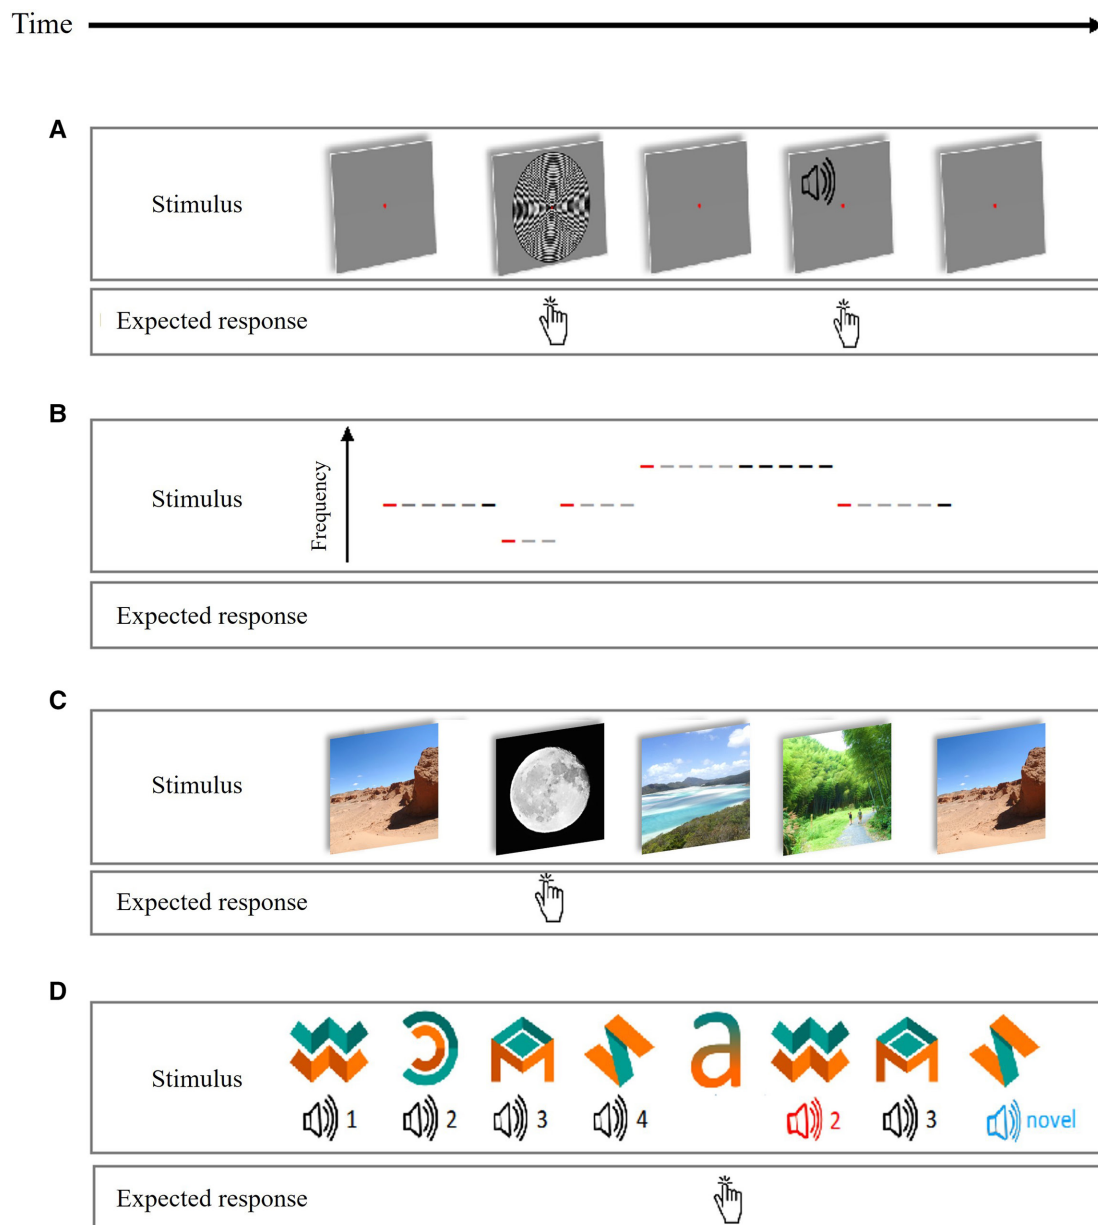 Time
A
Stimulus
Expected response
B
Stimulus
Frequency
Expected response
C
Stimulus
Expected response
D
a
Stimulus
1 2 3 4 2 3 novel
Expected response